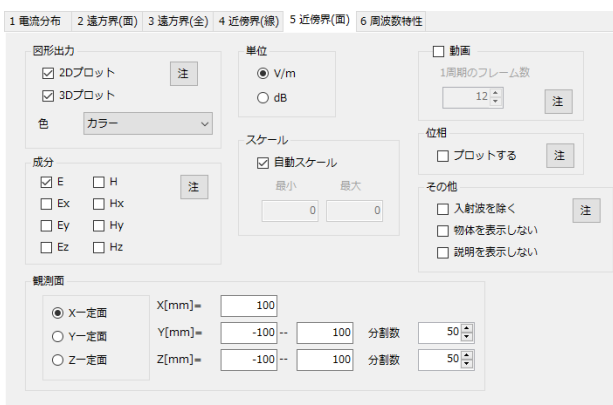 1 電流分布 2 遠方界(面) 3 遠方界(全) 4 近傍界(線) 5 近傍界(面) 6 周波数特性
図形出力
2Dプロット 注
3Dプロット
色 カラー
成分
E H 注
Ex Hx
Ey Hy
Ez Hz
単位
V/m
dB
スケール
自動スケール
最小 最大
0 0
動画
1周期のフレーム数
12 注
位相
プロットする 注
その他
入射波を除く 注
物体を表示しない
説明を表示しない
観測面
X一定面 X[mm]= 100
Y一定面 Y[mm]= -100 -- 100 分割数 50
Z一定面 Z[mm]= -100 -- 100 分割数 50